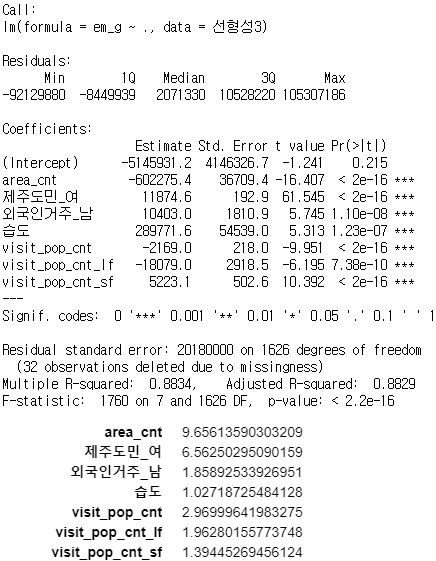 Call:
lm(formula = em_g ~ ., data = 선형성3)
Residuals:
Min 1Q Median 3Q Max
-92129880 -8449939 2071330 10528220 105307186
Coefficients:
Estimate Std. Error t value Pr(>|t|)
(Intercept) -5145931.2 4146326.7 -1.241 0.215
area_cnt -602275.4 36709.4 -16.407 < 2e-16 ***
제주도민_여 11874.6 192.9 61.545 < 2e-16 ***
외국인거주_남 10403.0 1810.9 5.745 1.10e-08 ***
습도 289771.6 54539.0 5.313 1.23e-07 ***
visit_pop_cnt -2169.0 218.0 -9.951 < 2e-16 ***
visit_pop_cnt_lf -18079.0 2918.5 -6.195 7.38e-10 ***
visit_pop_cnt_sf 5223.1 502.6 10.392 < 2e-16 ***
---
Signif. codes: 0 '***' 0.001 '**' 0.01 '*' 0.05 '.' 0.1 ' ' 1
Residual standard error: 20180000 on 1626 degrees of freedom
(32 observations deleted due to missingness)
Multiple R-squared: 0.8834, Adjusted R-squared: 0.8829
F-statistic: 1760 on 7 and 1626 DF, p-value: < 2.2e-16
area_cnt 9.65613590303209
제주도민_여 6.56250295090159
외국인거주_남 1.85892533926951
습도 1.02718725484128
visit_pop_cnt 2.96999641983275
visit_pop_cnt_lf 1.96280155773748
visit_pop_cnt_sf 1.39445269456124